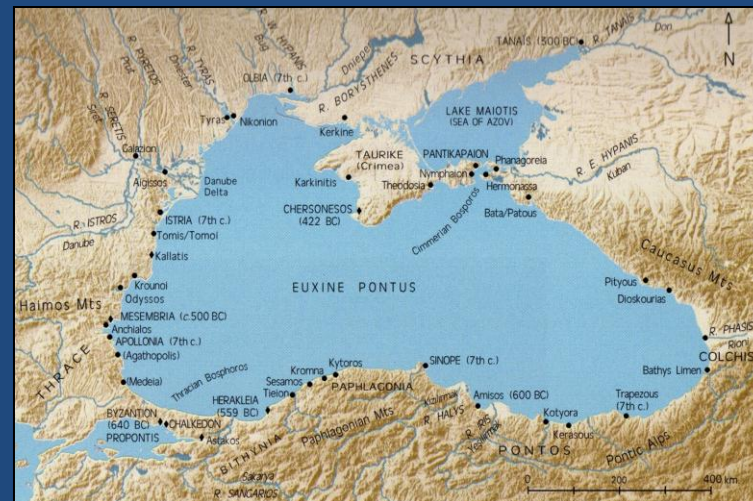 TANAÏS (500 BC)
R. TANAIS
Don
N
R. PYRETOS
Prut
R. SERETIS
Siret
R. TYRAS
Dniester
R. W. HYPANIS
Bug
OLBIA (7th c.)
Dnieper
R. BORYSTHENES
SCYTHIA
Tyras
Nikonion
Kerkine
LAKE MAIOTIS
(SEA OF AZOV)
Galazion
Aigissos
Danube
Delta
TAURIKE
(Crimea)
PANTIKAPAION
Phanagoreia
Nymphaion
Hermonassa
R. E. HYPANIS
Kuban
Karkinitis
Theodosia
Bata/Patous
CHERSONESOS
(422 BC)
Cimmerian Bosporos
R. ISTROS
Danube
ISTRIA (7th c.)
Tomis/Tomoi
Kallatis
Krounoi
Odyssos
EUXINE PONTUS
Caucasus Mts
Pityous
Dioskourias
Haimos Mts
MESEMBRIA (c.500 BC)
Anchialos
APOLLONIA (7th c.)
(Agathopolis)
R. PHASIS
Rion
COLCHIS
Bathys Limen
THRACE
(Medeia)
Thracian Bosphoros
Kromna
Kytoros
Sesamos
Tieion
SINOPE (7th c.)
PAPHLAGONIA
HERAKLEIA
(559 BC)
BYZANTION
(640 BC)
CHALKEDON
PROPONTIS
Astakos
BITHYNIA
Paphlagonian Mts
Kizilirmak
R. HALYS
Amisos (600 BC)
R. IRIS
Yeşilirmak
Kotyora
Kerasous
Trapezous
(7th c.)
PONTOS
Pontic Alps
Sakarya
R. SANGARIOS
0 200 400 km